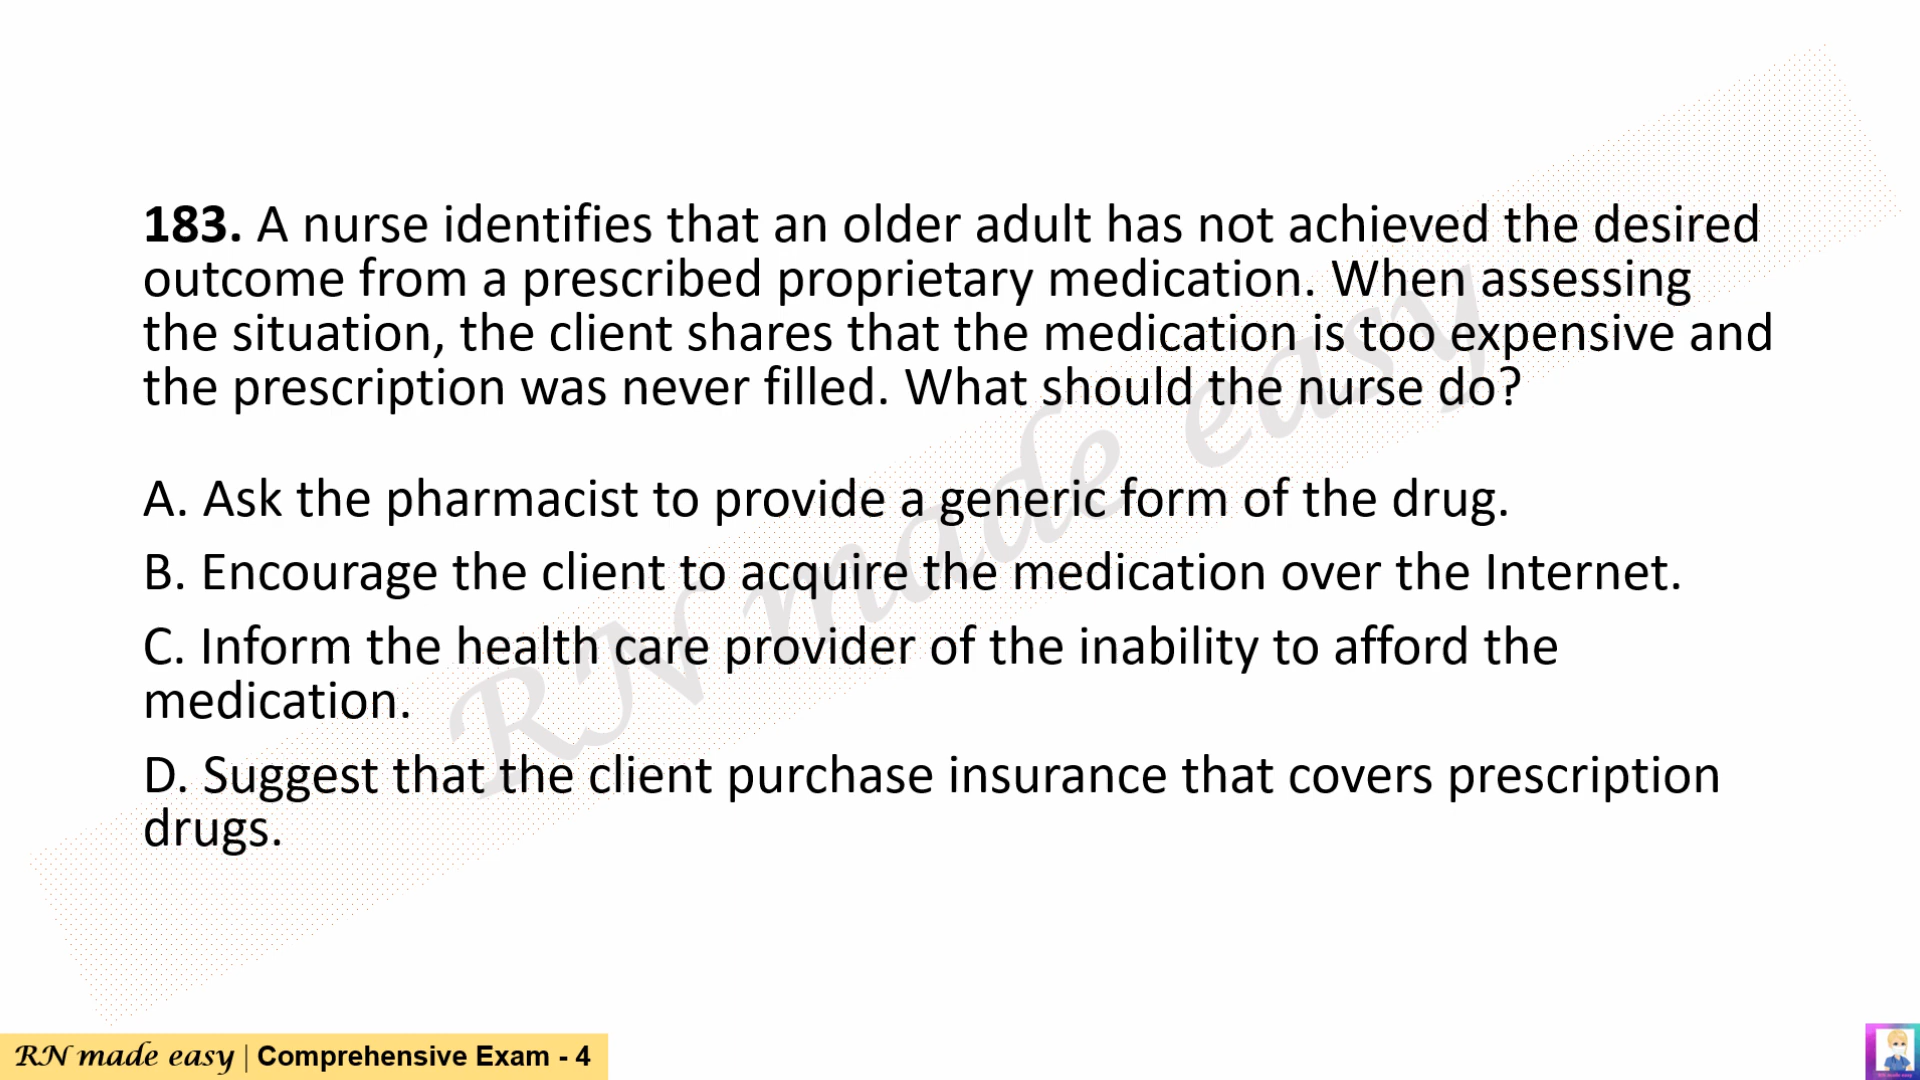 183. A nurse identifies that an older adult has not achieved the desired
outcome from a prescribed proprietary medication. When assessing
the situation, the client shares that the medication is too expensive and
the prescription was never filled. What should the nurse do?
A. Ask the pharmacist to provide a generic form of the drug.
B. Encourage the client to acquire the medication over the Internet.
C. Inform the health care provider of the inability to afford the
medication.
D. Suggest that the client purchase insurance that covers prescription
drugs.
RN made easy
RN made easy | Comprehensive Exam - 4